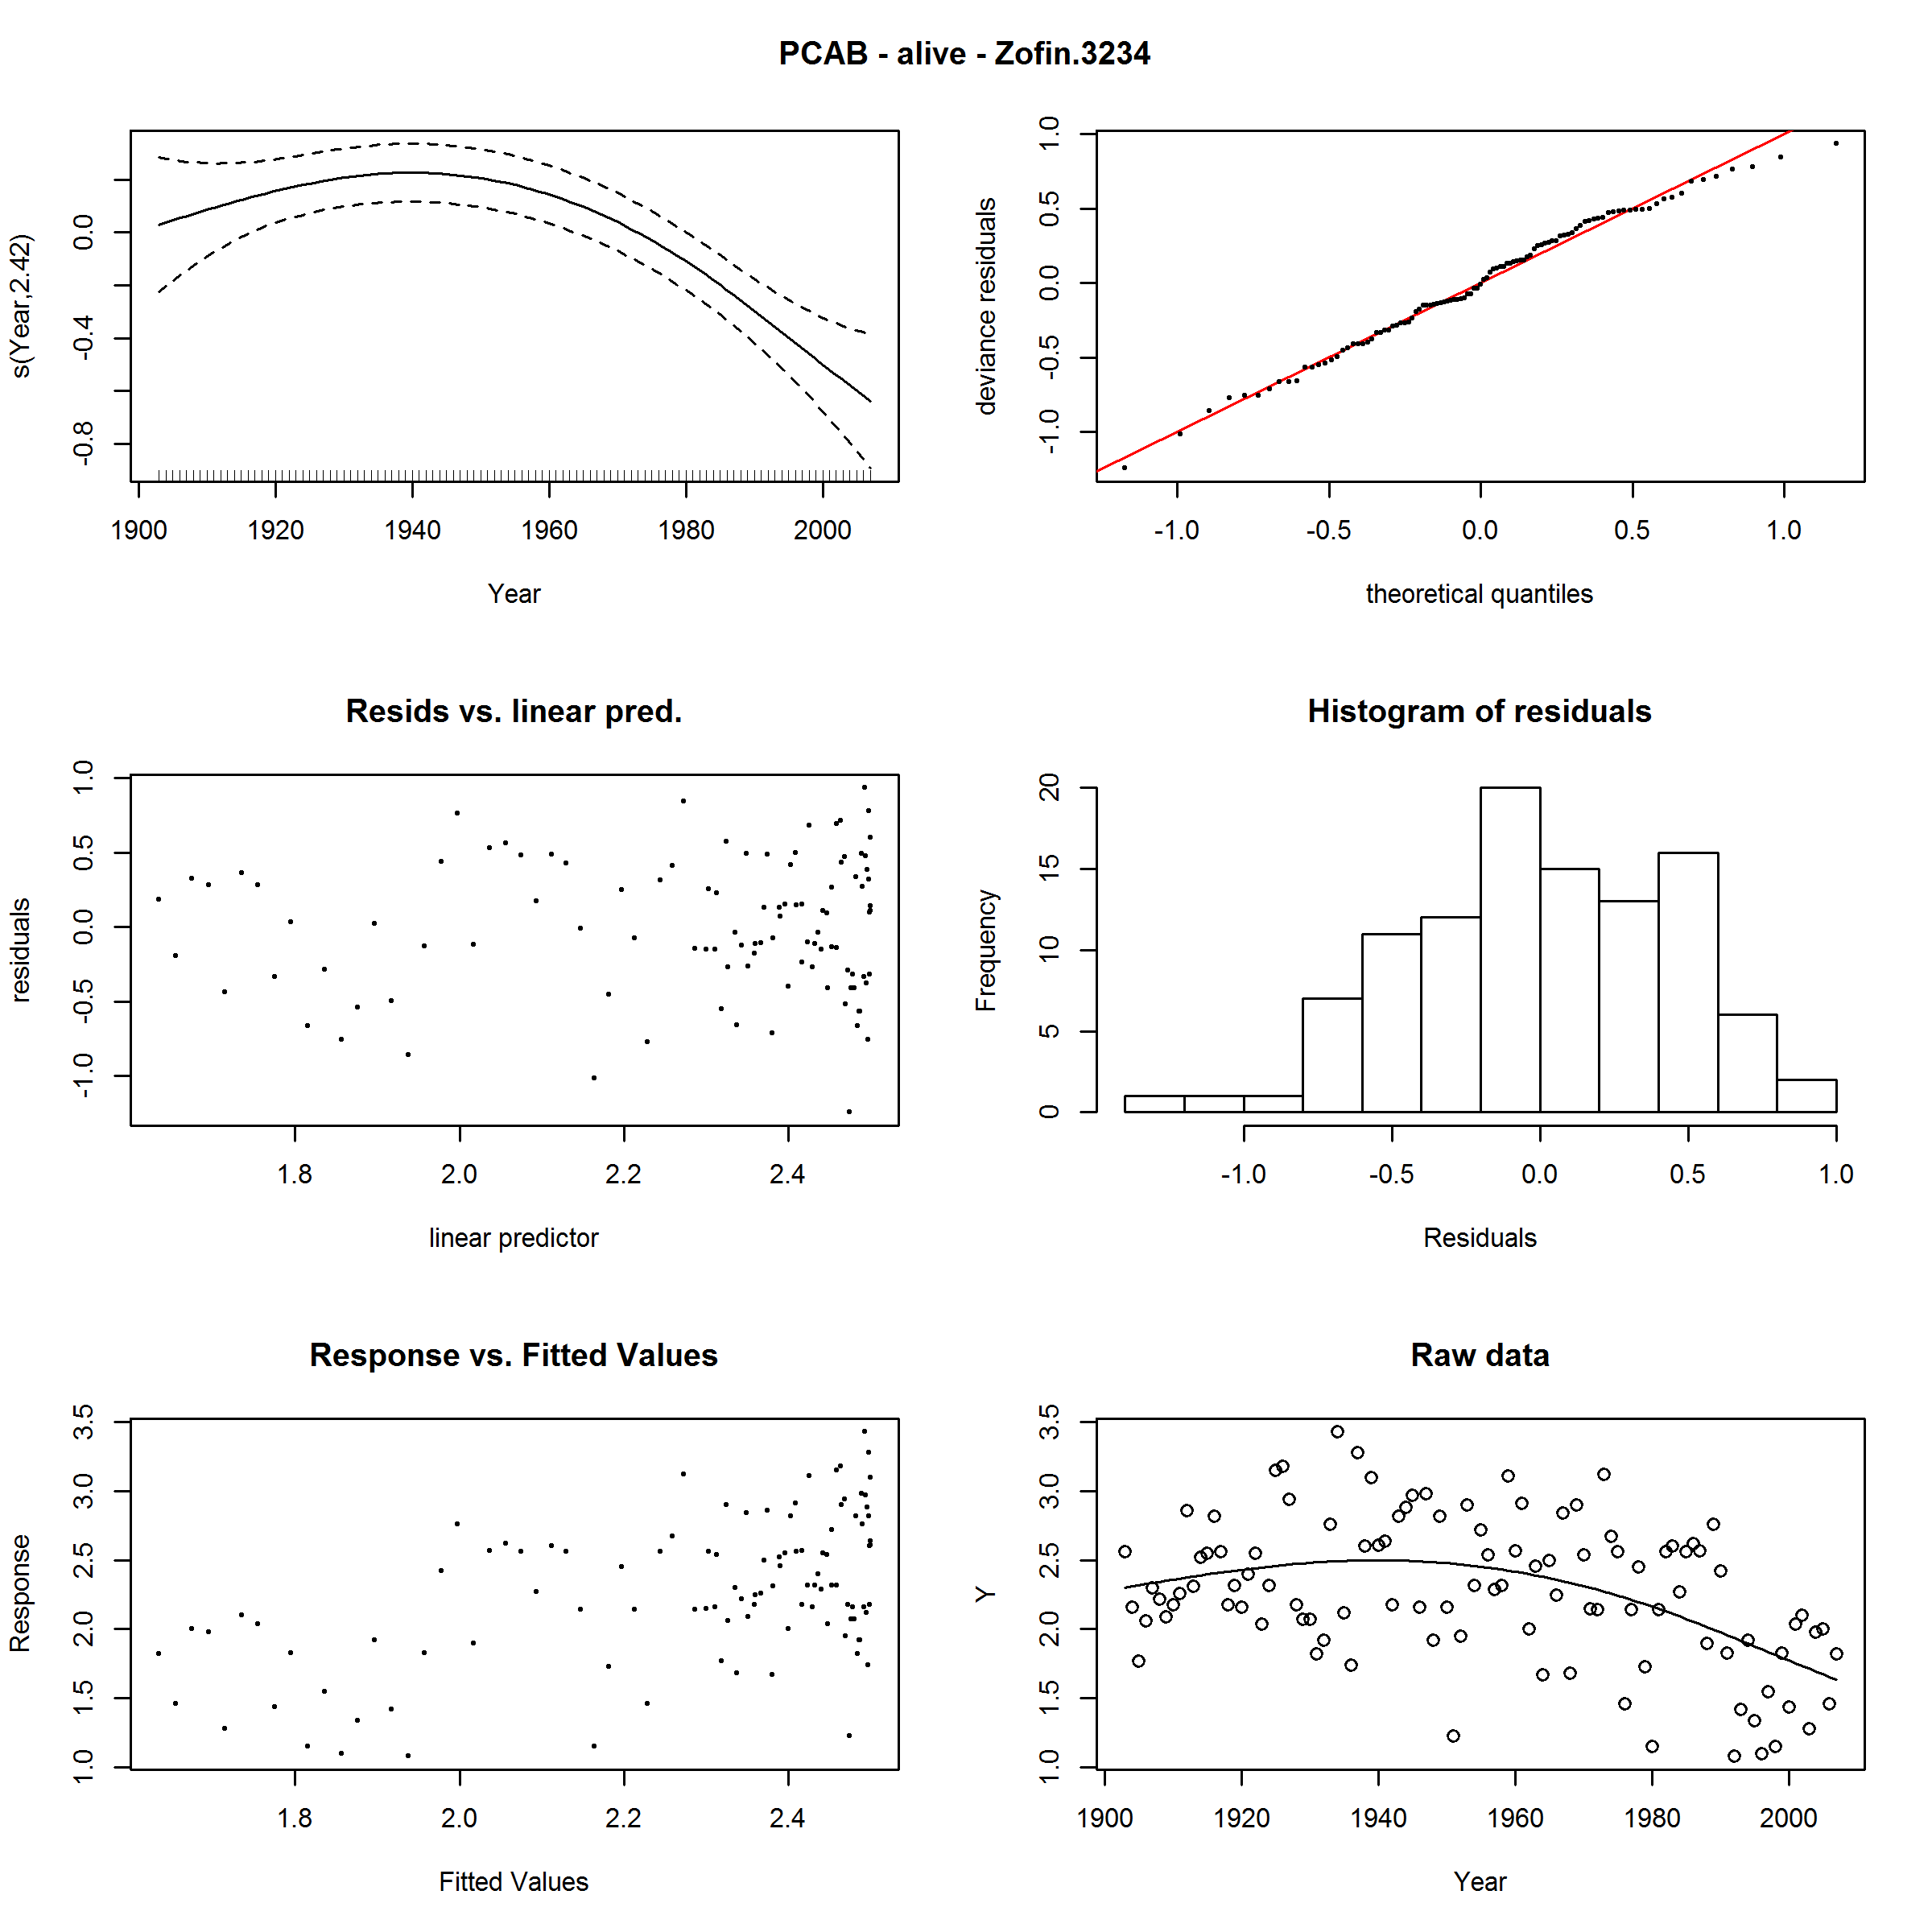 PCAB - alive - Zofin.3234
s(Year,2.42)
-0.8 -0.4 0.0
1900 1920 1940 1960 1980 2000
Year
deviance residuals
-1.0 -0.5 0.0 0.5 1.0
-1.0 -0.5 0.0 0.5 1.0
theoretical quantiles
Resids vs. linear pred.
residuals
-1.0 -0.5 0.0 0.5 1.0
1.8 2.0 2.2 2.4
linear predictor
Histogram of residuals
Frequency
0 5 10 15 20
-1.0 -0.5 0.0 0.5 1.0
Residuals
Response vs. Fitted Values
Response
1.0 1.5 2.0 2.5 3.0 3.5
1.8 2.0 2.2 2.4
Fitted Values
Raw data
Y
1.0 1.5 2.0 2.5 3.0 3.5
1900 1920 1940 1960 1980 2000
Year